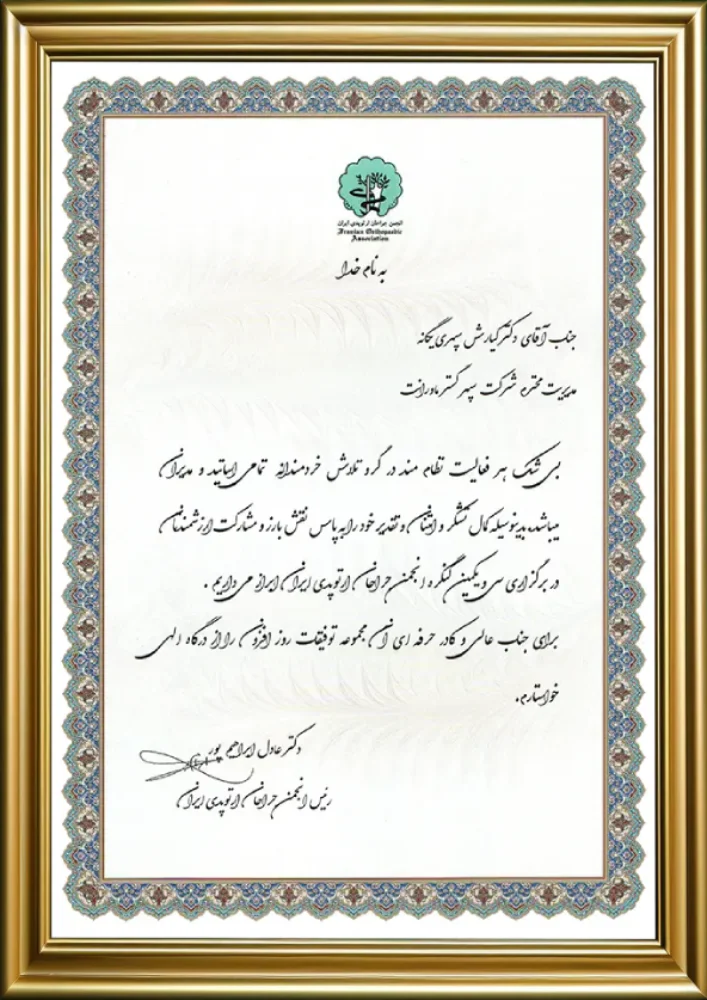 انجمن جراحان ارتوپدی ایران
Iranian Orthopaedic
Association
به نام خدا
جناب آقای دکتر کیارش سپهری یگانه
مدیریت محترم شرکت سپهر گستر ماورانت
بی شک هر فعالیت نظام مند در گرو تلاش خردمندانه تمامی اساتید و مدیران
میباشد. بدینوسیله کمال تشکر و امتنان و تقدیر خود را به پاس نقش بارز و مشارکت ارزشمندتان
در برگزاری سی و یکمین کنگره انجمن جراحان ارتوپدی ایران ابراز می داریم .
برای جناب عالی و کادر حرفه ای آن مجموعه توفیقات روز افزون را از درگاه الهی
خواستارم.
دکتر عادل ابراهیم پور
رئیس انجمن جراحان ارتوپدی ایران